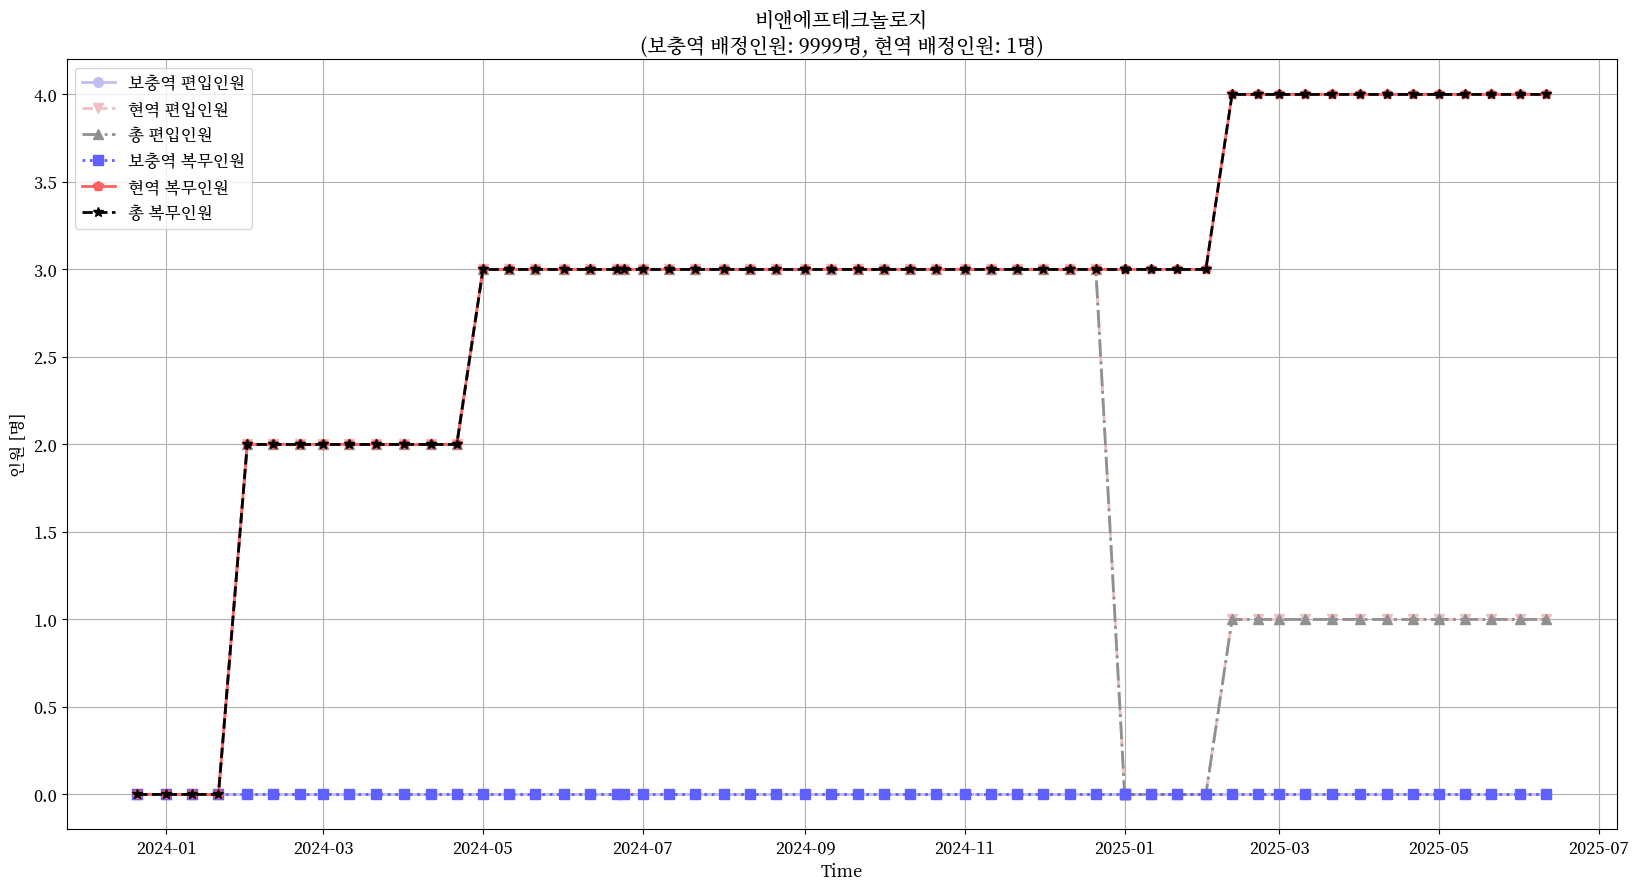 비앤에프테크놀로지
(보충역 배정인원: 9999명, 현역 배정인원: 1명)
보충역 편입인원
현역 편입인원
총 편입인원
보충역 복무인원
현역 복무인원
총 복무인원
4.0
3.5
3.0
2.5
2.0
1.5
1.0
0.5
0.0
인원 [명]
2024-01
2024-03
2024-05
2024-07
2024-09
2024-11
2025-01
2025-03
2025-05
2025-07
Time